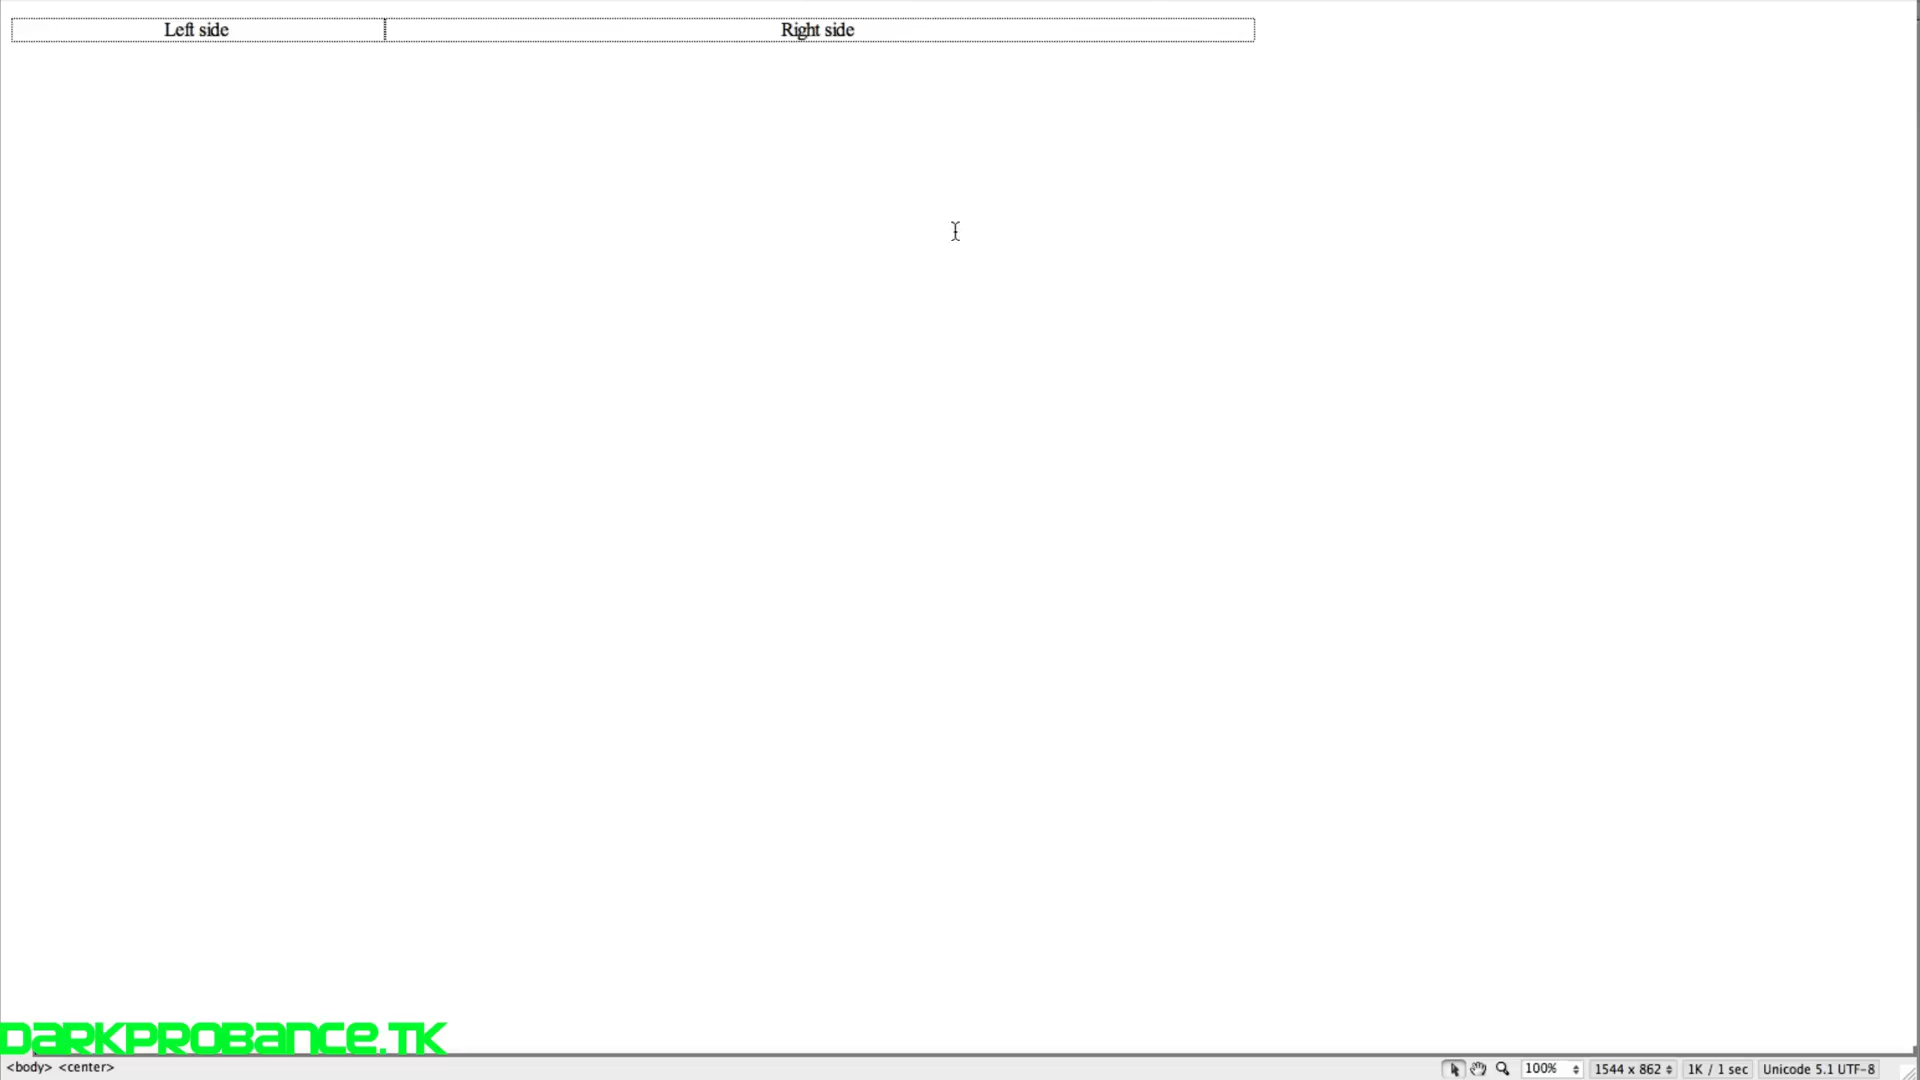 Left side Right side
DARKPROBANCE.TK
<body> <center> 100% 1544 x 862 1K / 1 sec Unicode 5.1 UTF-8